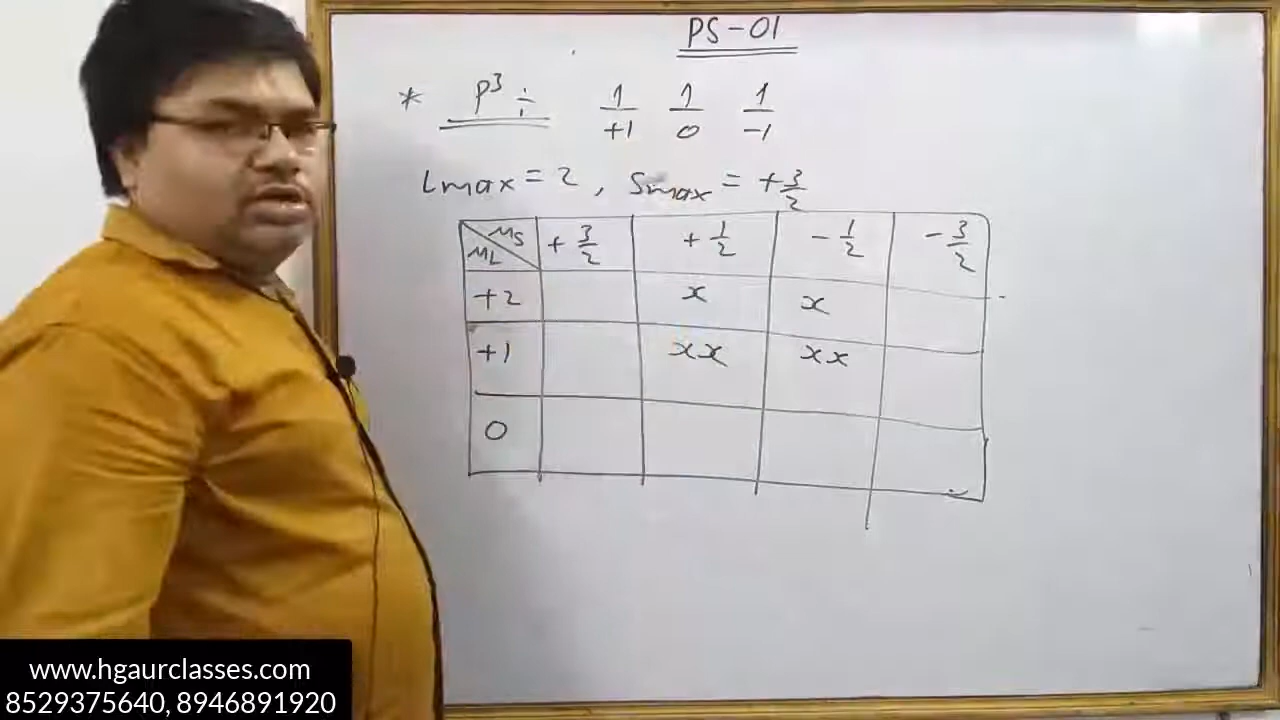 PS-01
* p³ ÷ 1/+1 1/0 1/-1
Lmax = 2, Smax = +3/2
Ms
ML +3/2 +1/2 -1/2 -3/2
+2 x x
+1 xx xx
0
www.hgaurclasses.com
8529375640, 8946891920